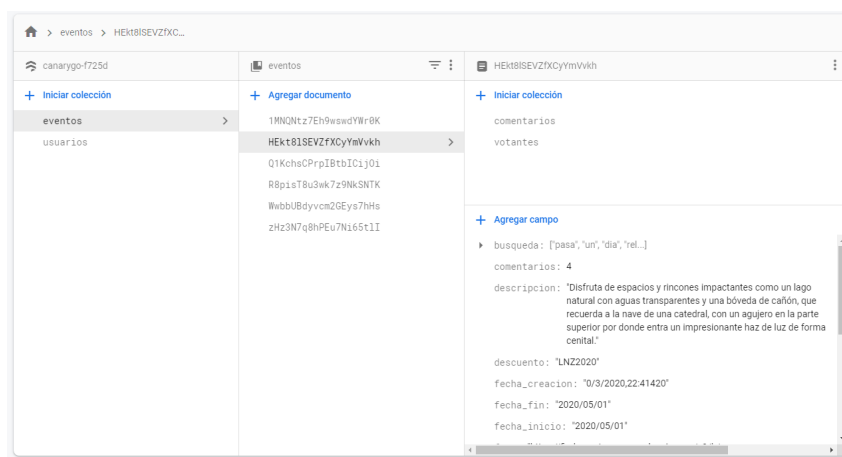 eventos > HEkt8lSEVZfXC...
canarygo-f725d
eventos
HEkt8lSEVZfXCyYmVvkh
+ Iniciar colección
+ Agregar documento
+ Iniciar colección
eventos
usuarios
1MNQNtz7Eh9wswdYWr0K
HEkt8lSEVZfXCyYmVvkh
Q1KchsCPrpIBtbICijOi
R8pisT8u3wk7z9NkSNTK
WwbbUBdyvcm2GEys7hHs
zHz3N7q8hPEu7Ni65tlI
comentarios
votantes
+ Agregar campo
busqueda: ["pasa", "un", "dia", "rel...]
comentarios: 4
descripcion: "Disfruta de espacios y rincones impactantes como un lago
natural con aguas transparentes y una bóveda de cañón, que
recuerda a la nave de una catedral, con un agujero en la parte
superior por donde entra un impresionante haz de luz de forma
cenital."
descuento: "LNZ2020"
fecha_creacion: "0/3/2020,22:41420"
fecha_fin: "2020/05/01"
fecha_inicio: "2020/05/01"